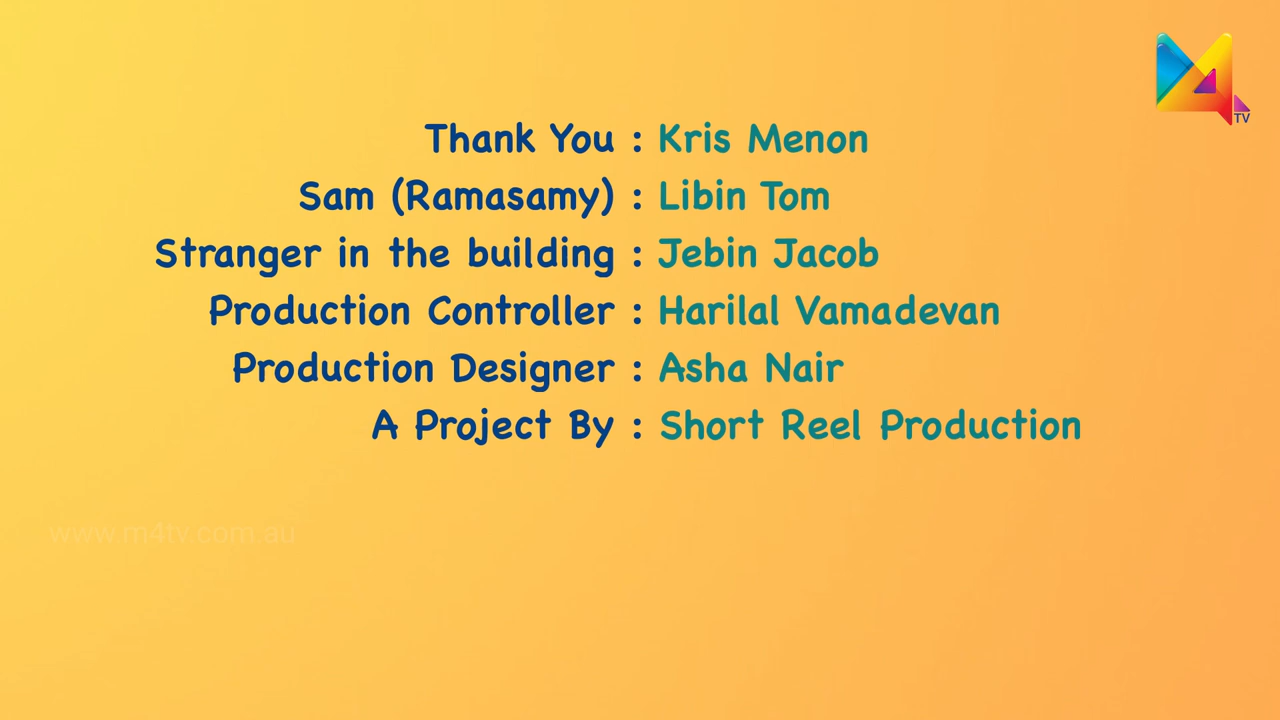 TV
Thank You : Kris Menon
Sam (Ramasamy) : Libin Tom
Stranger in the building : Jebin Jacob
Production Controller : Harilal Vamadevan
Production Designer : Asha Nair
A Project By : Short Reel Production
www.m4tv.com.au